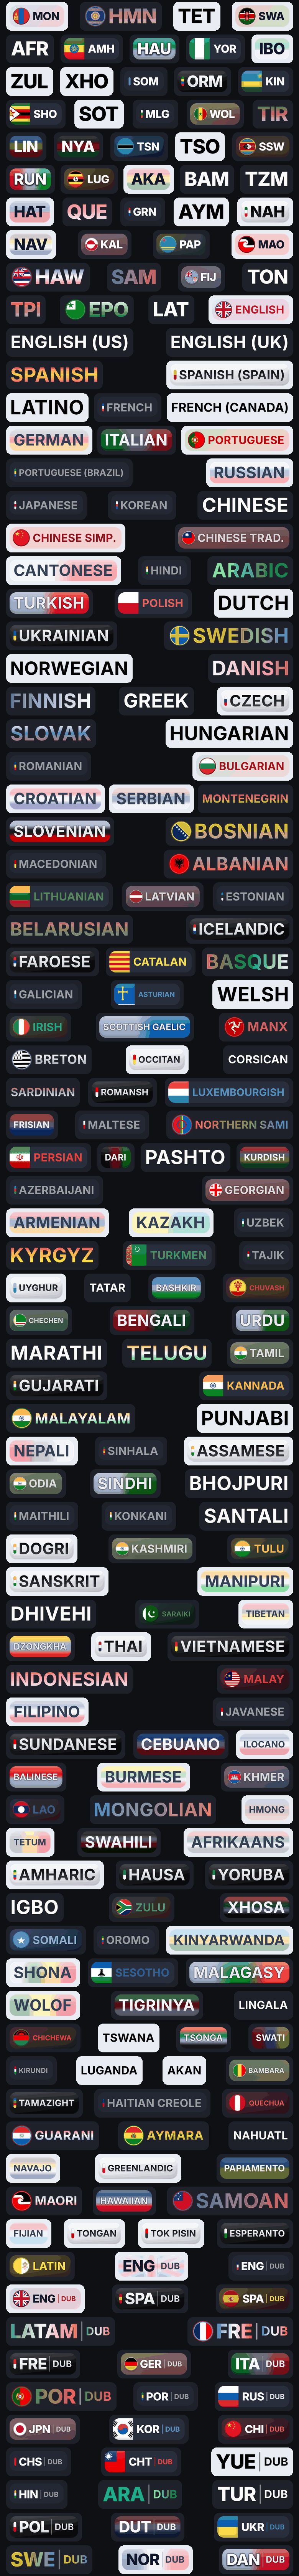 MON HMN TET SWA
AFR AMH HAU YOR IBO
ZUL XHO SOM ORM KIN
SHO SOT MLG WOL TIR
LIN NYA TSN TSO SSW
RUN LUG AKA BAM TZM
HAT QUE GRN AYM NAH
NAV KAL PAP MAO
HAW SAM FIJ TON
TPI EPO LAT ENGLISH
ENGLISH (US) ENGLISH (UK)
SPANISH SPANISH (SPAIN)
LATINO FRENCH FRENCH (CANADA)
GERMAN ITALIAN PORTUGUESE
PORTUGUESE (BRAZIL) RUSSIAN
JAPANESE KOREAN CHINESE
CHINESE SIMP. CHINESE TRAD.
CANTONESE HINDI ARABIC
TURKISH POLISH DUTCH
UKRAINIAN SWEDISH
NORWEGIAN DANISH
FINNISH GREEK CZECH
SLOVAK HUNGARIAN
ROMANIAN BULGARIAN
CROATIAN SERBIAN MONTENEGRIN
SLOVENIAN BOSNIAN
MACEDONIAN ALBANIAN
LITHUANIAN LATVIAN ESTONIAN
BELARUSIAN ICELANDIC
FAROESE CATALAN BASQUE
GALICIAN ASTURIAN WELSH
IRISH SCOTTISH GAELIC MANX
BRETON OCCITAN CORSICAN
SARDINIAN ROMANSH LUXEMBOURGISH
FRISIAN MALTESE NORTHERN SAMI
PERSIAN DARI PASHTO KURDISH
AZERBAIJANI GEORGIAN
ARMENIAN KAZAKH UZBEK
KYRGYZ TURKMEN TAJIK
UYGHUR TATAR BASHKIR CHUVASH
CHECHEN BENGALI URDU
MARATHI TELUGU TAMIL
GUJARATI KANNADA
MALAYALAM PUNJABI
NEPALI SINHALA ASSAMESE
ODIA SINDHI BHOJPURI
MAITHILI KONKANI SANTALI
DOGRI KASHMIRI TULU
SANSKRIT MANIPURI
DHIVEHI SARAIKI TIBETAN
DZONGKHA THAI VIETNAMESE
INDONESIAN MALAY
FILIPINO JAVANESE
SUNDANESE CEBUANO ILOCANO
BALINESE BURMESE KHMER
LAO MONGOLIAN HMONG
TETUM SWAHILI AFRIKAANS
AMHARIC HAUSA YORUBA
IGBO ZULU XHOSA
SOMALI OROMO KINYARWANDA
SHONA SESOTHO MALAGASY
WOLOF TIGRINYA LINGALA
CHICHEWA TSWANA TSONGA SWATI
KIRUNDI LUGANDA AKAN BAMBARA
TAMAZIGHT HAITIAN CREOLE QUECHUA
GUARANI AYMARA NAHUATL
NAVAJO GREENLANDIC PAPIAMENTO
MAORI HAWAIIAN SAMOAN
FIJIAN TONGAN TOK PISIN ESPERANTO
LATIN ENG DUB ENG DUB
ENG DUB SPA DUB SPA DUB
LATAM DUB FRE DUB
FRE DUB GER DUB ITA DUB
POR DUB POR DUB RUS DUB
JPN DUB KOR DUB CHI DUB
CHS DUB CHT DUB YUE DUB
HIN DUB ARA DUB TUR DUB
POL DUB DUT DUB UKR DUB
SWE DUB NOR DUB DAN DUB